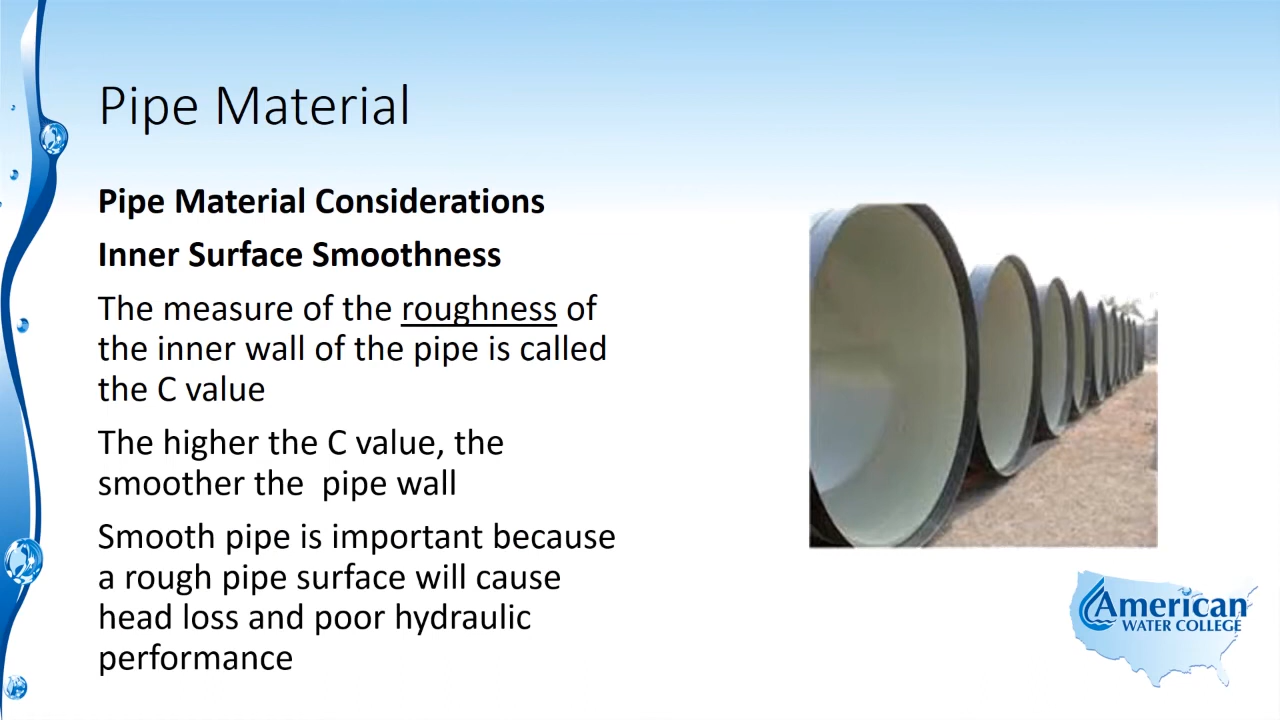 Pipe Material
Pipe Material Considerations
Inner Surface Smoothness
The measure of the roughness of
the inner wall of the pipe is called
the C value
The higher the C value, the
smoother the  pipe wall
Smooth pipe is important because
a rough pipe surface will cause
head loss and poor hydraulic
performance
American
WATER COLLEGE